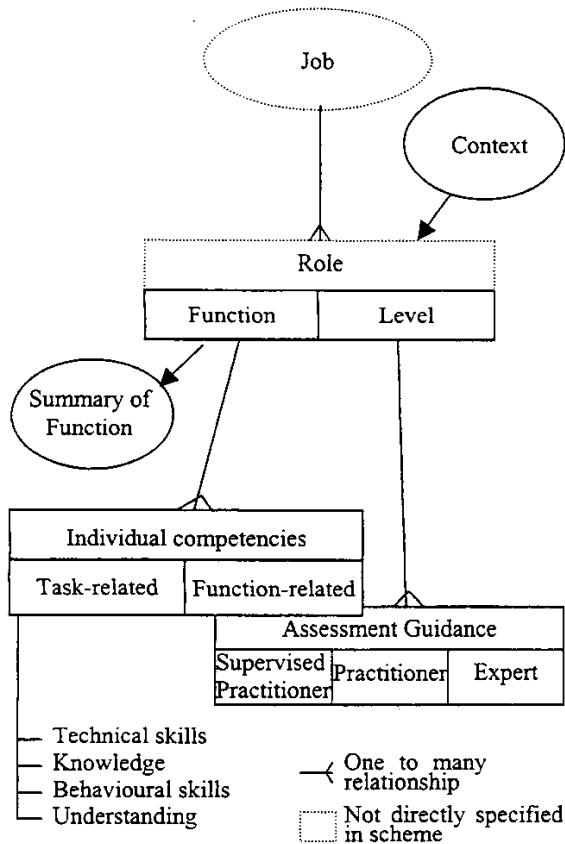 Job
Context
Role
Function
Level
Summary of
Function
Individual competencies
Task-related
Function-related
Assessment Guidance
Supervised
Practitioner
Practitioner
Expert
Technical skills
Knowledge
Behavioural skills
Understanding
One to many
relationship
Not directly specified
in scheme